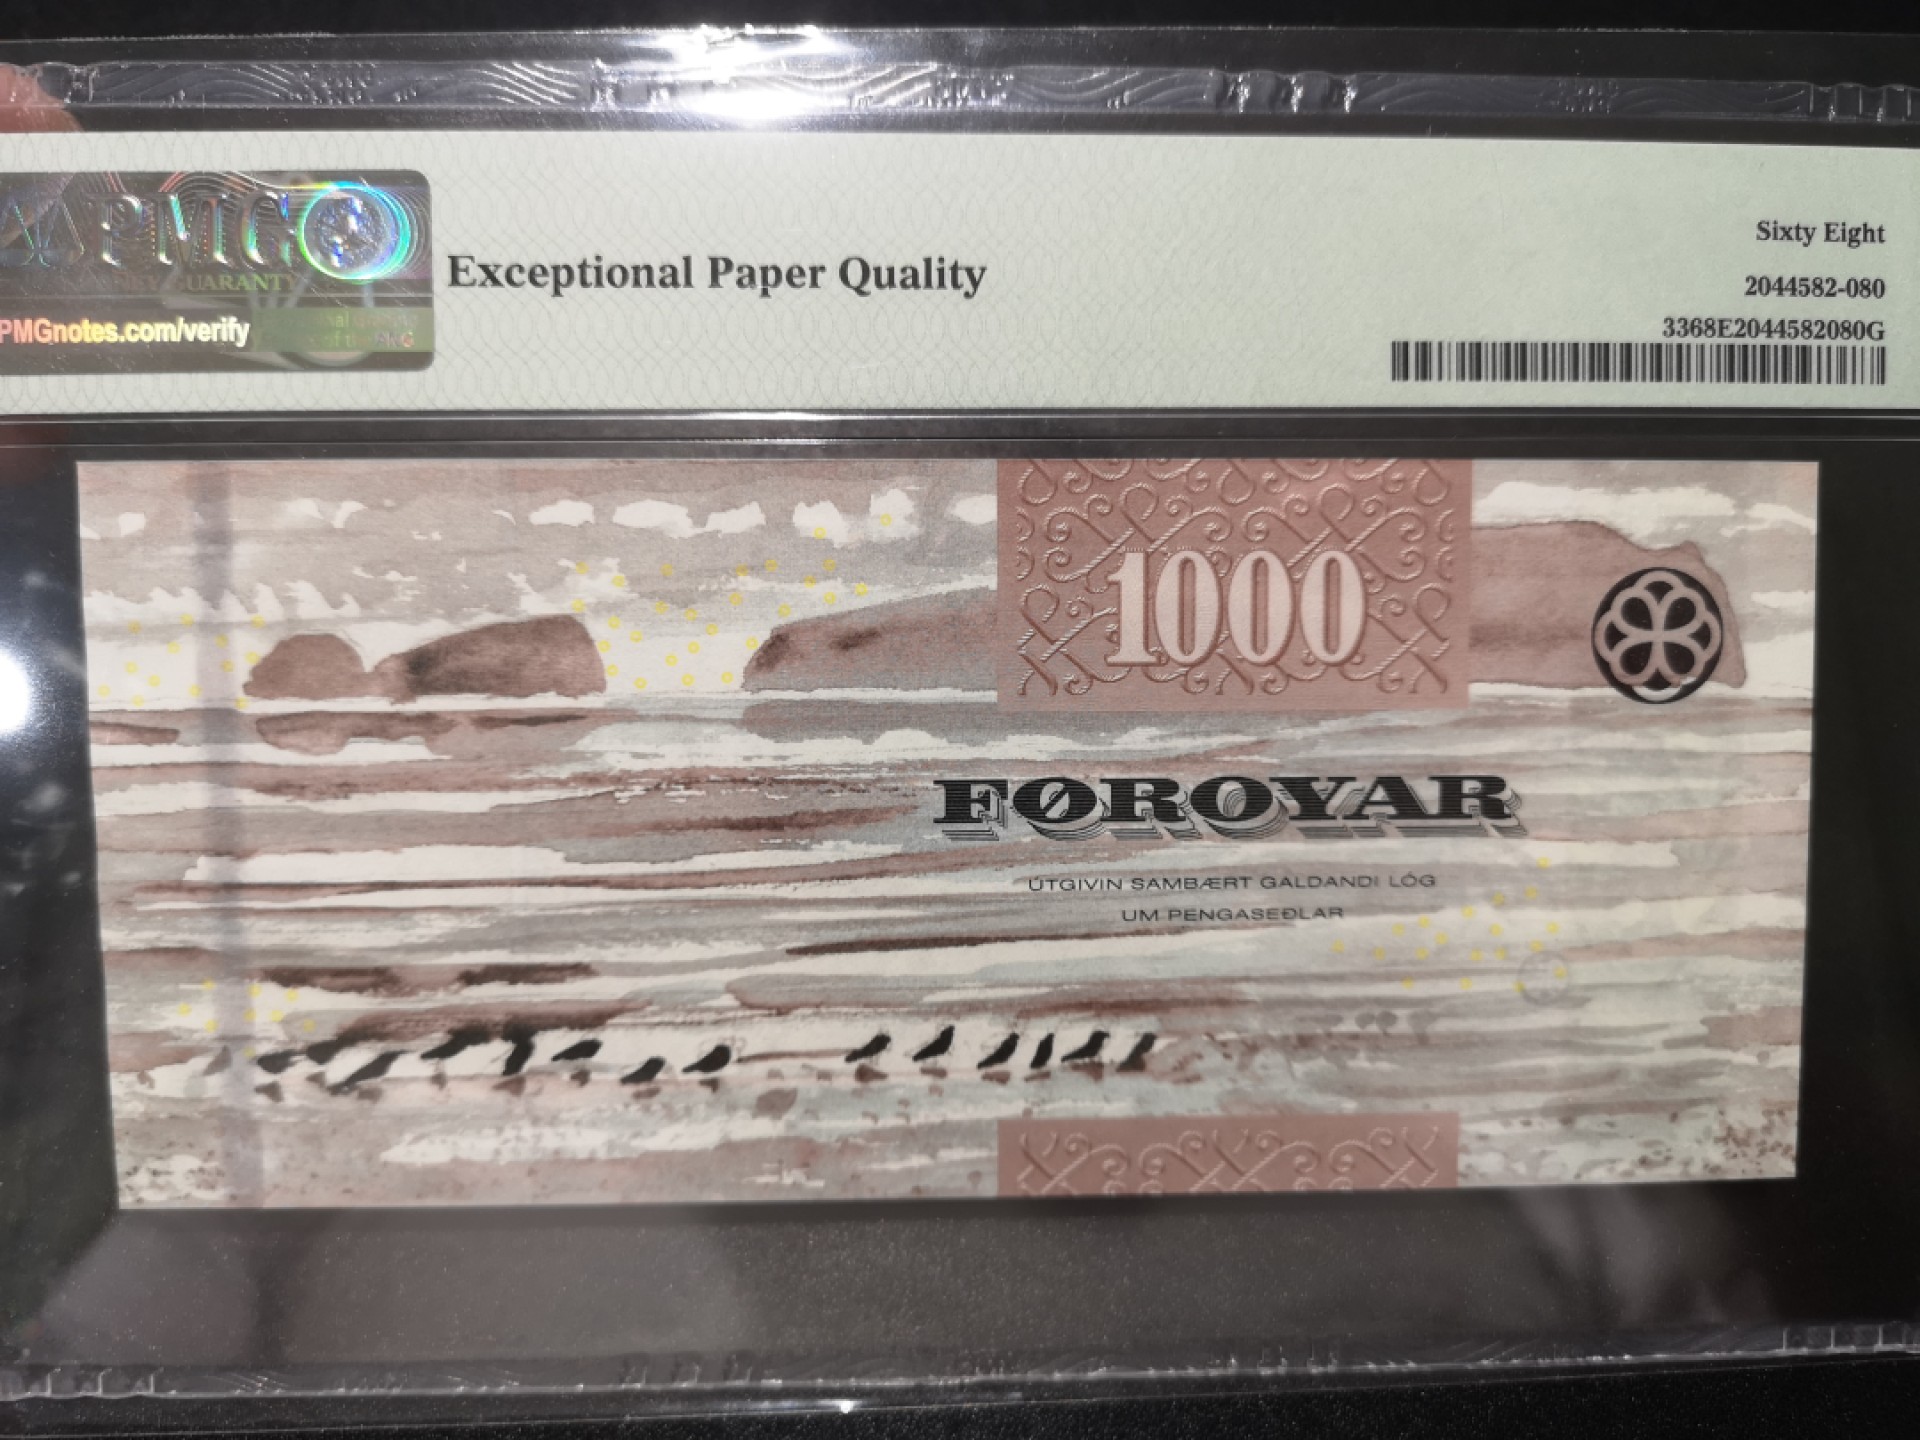 PMG
GUARANTY
PMGnotes.com/verify
Exceptional Paper Quality
Sixty Eight
2044582-080
3368E2044582080G
1000
FØROYAR
ÚTGIVIN SAMBÆRT GALDANDI LÓG
UM PENGASEÐLAR